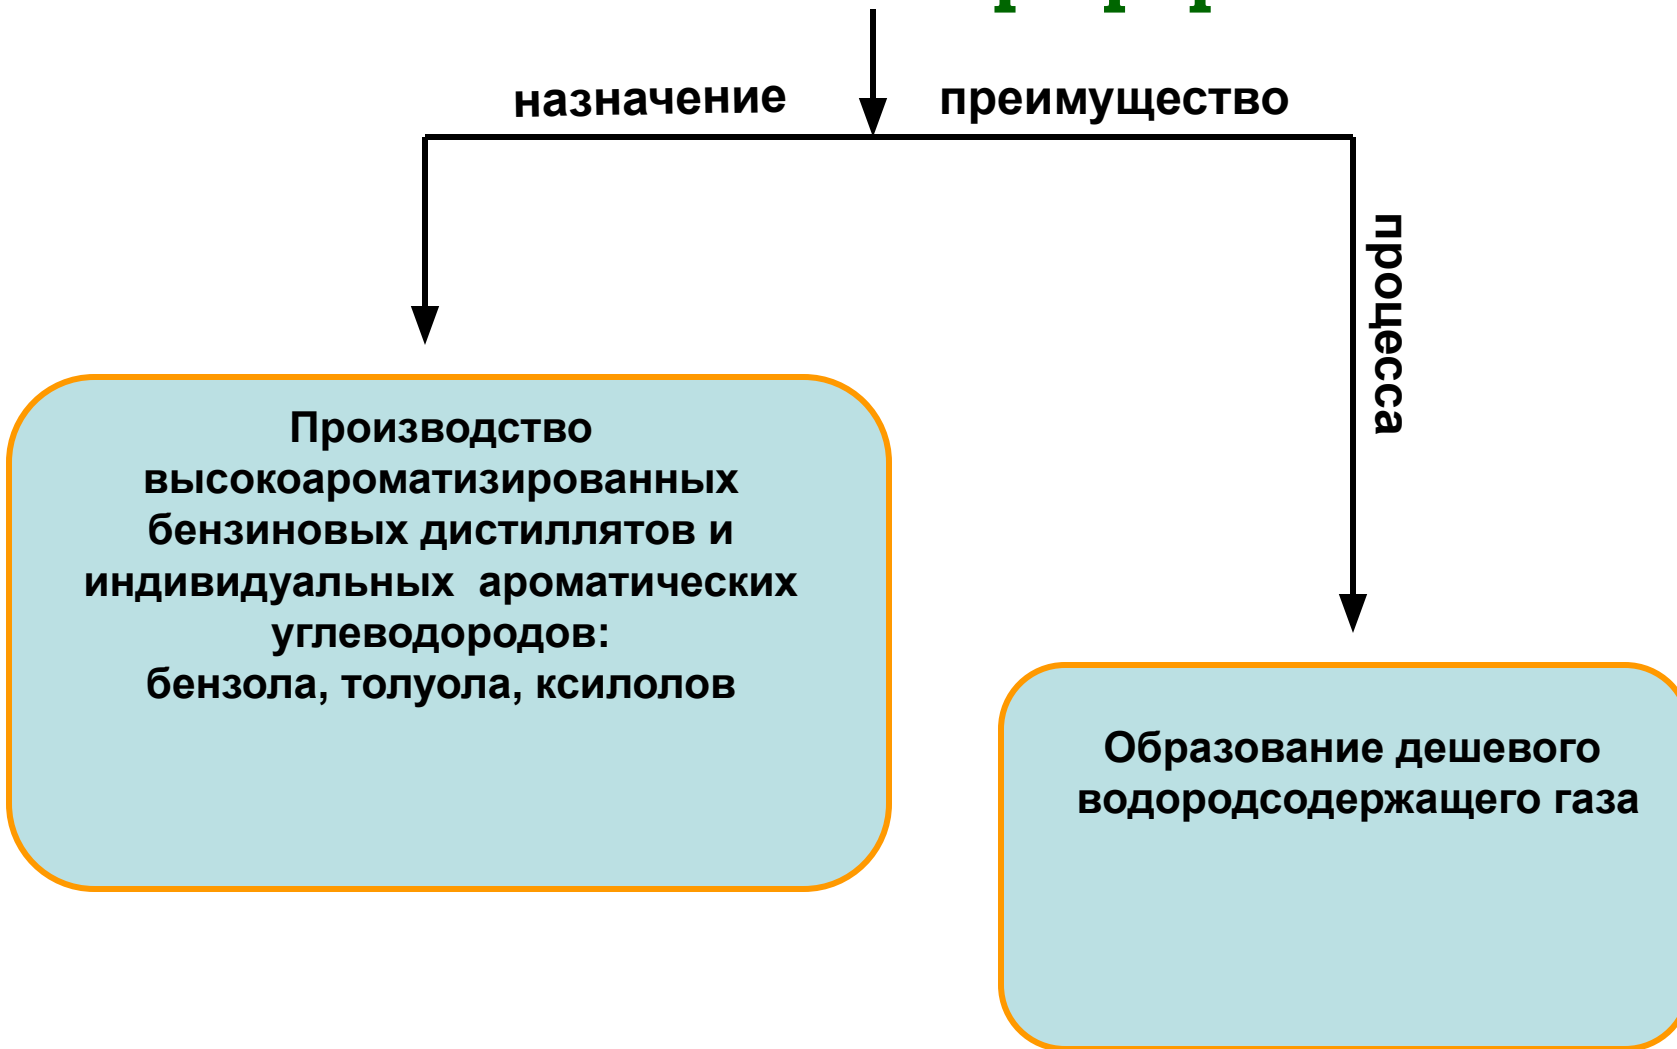 назначение
преимущество
процесса
Производство
высокоароматизированных
бензиновых дистиллятов и
индивидуальных ароматических
углеводородов:
бензола, толуола, ксилолов
Образование дешевого
водородсодержащего газа